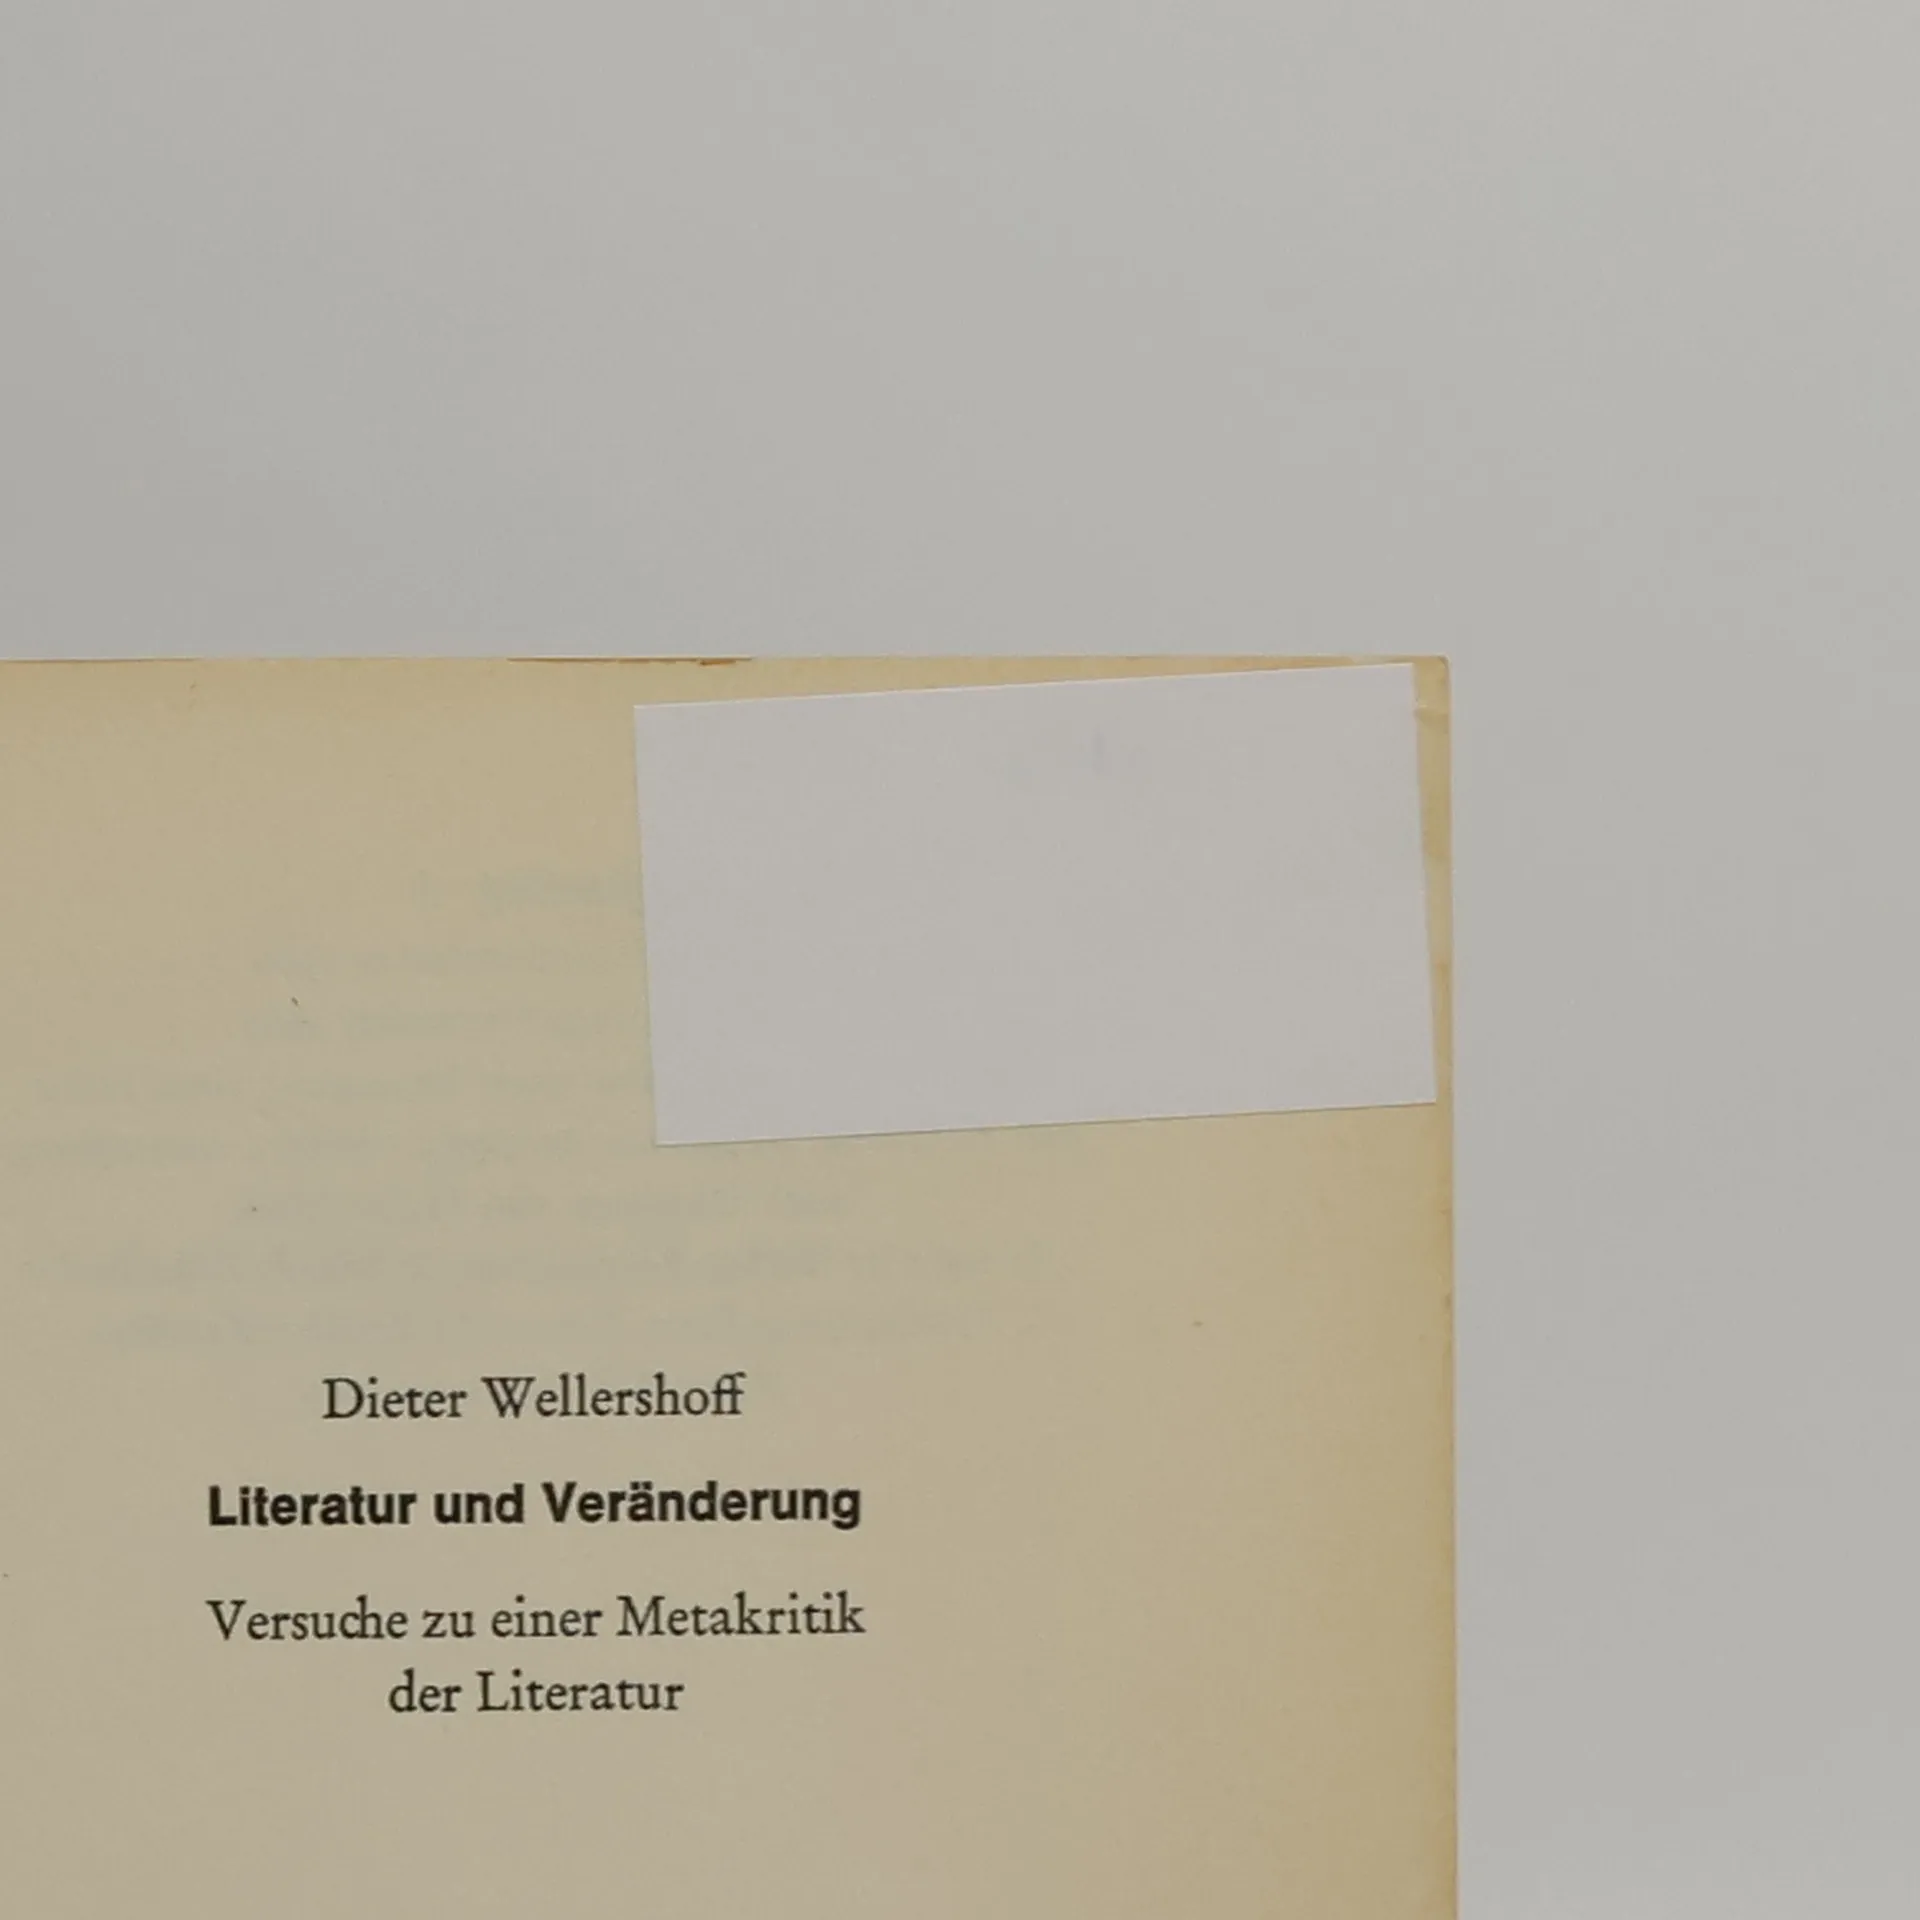 Dieter Wellershoff
Literatur und Veränderung
Versuche zu einer Metakritik
der Literatur